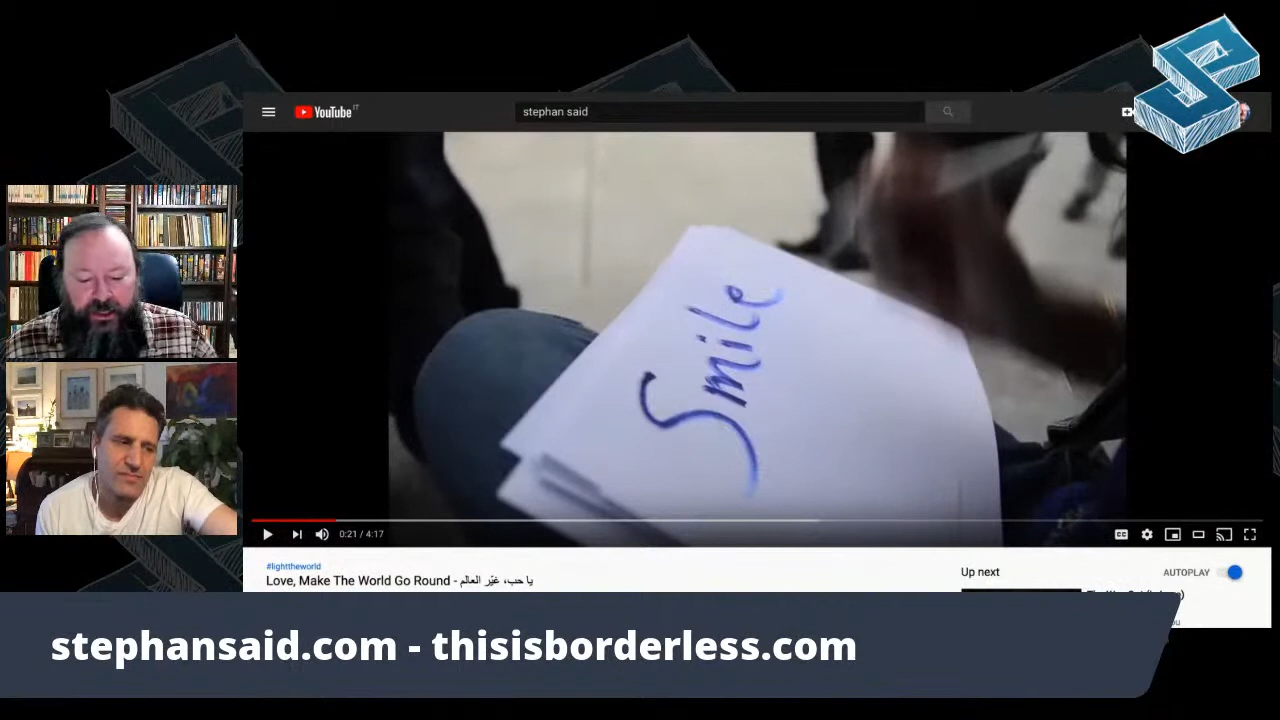 YouTube IT
stephan said
Smile
0:21 / 4:17
#lighttheworld
Love, Make The World Go Round - يا حب، غيّر العالم
Up next
AUTOPLAY
stephansaid.com - thisisborderless.com